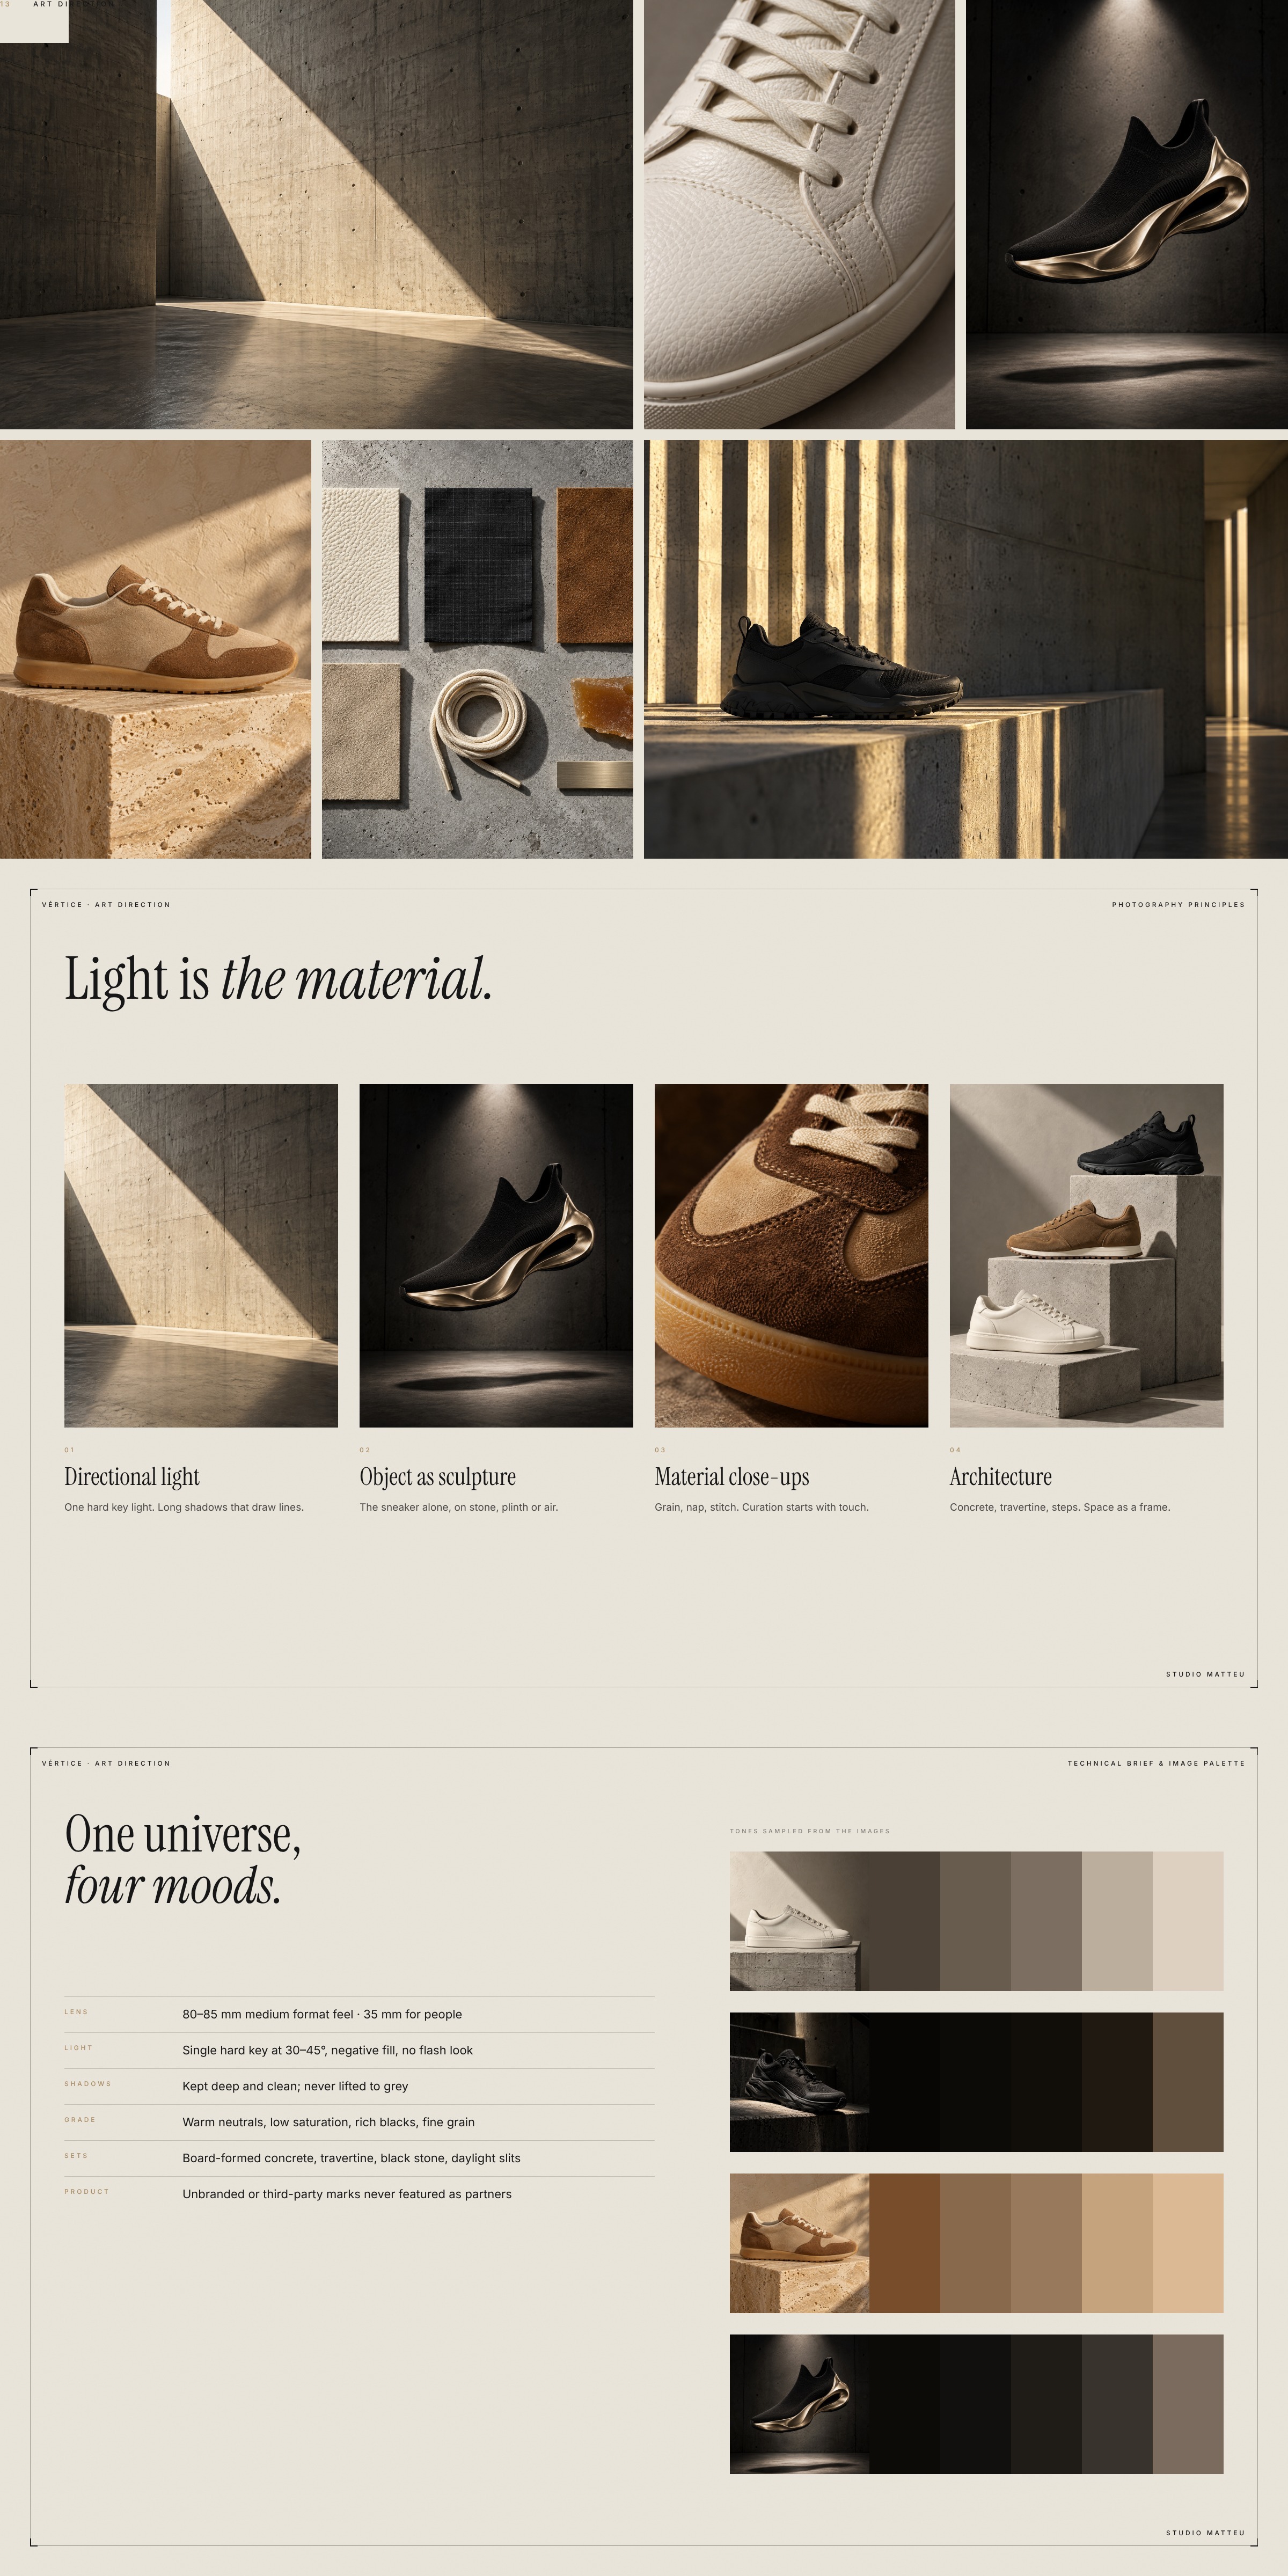 13 ART DIRECTION
VÉRTICE · ART DIRECTION
PHOTOGRAPHY PRINCIPLES
Light is the material.
01
Directional light
One hard key light. Long shadows that draw lines.
02
Object as sculpture
The sneaker alone, on stone, plinth or air.
03
Material close-ups
Grain, nap, stitch. Curation starts with touch.
04
Architecture
Concrete, travertine, steps. Space as a frame.
STUDIO MATTEU
VÉRTICE · ART DIRECTION
TECHNICAL BRIEF & IMAGE PALETTE
One universe,
four moods.
LENS 80–85 mm medium format feel · 35 mm for people
LIGHT Single hard key at 30–45°, negative fill, no flash look
SHADOWS Kept deep and clean; never lifted to grey
GRADE Warm neutrals, low saturation, rich blacks, fine grain
SETS Board-formed concrete, travertine, black stone, daylight slits
PRODUCT Unbranded or third-party marks never featured as partners
TONES SAMPLED FROM THE IMAGES
STUDIO MATTEU